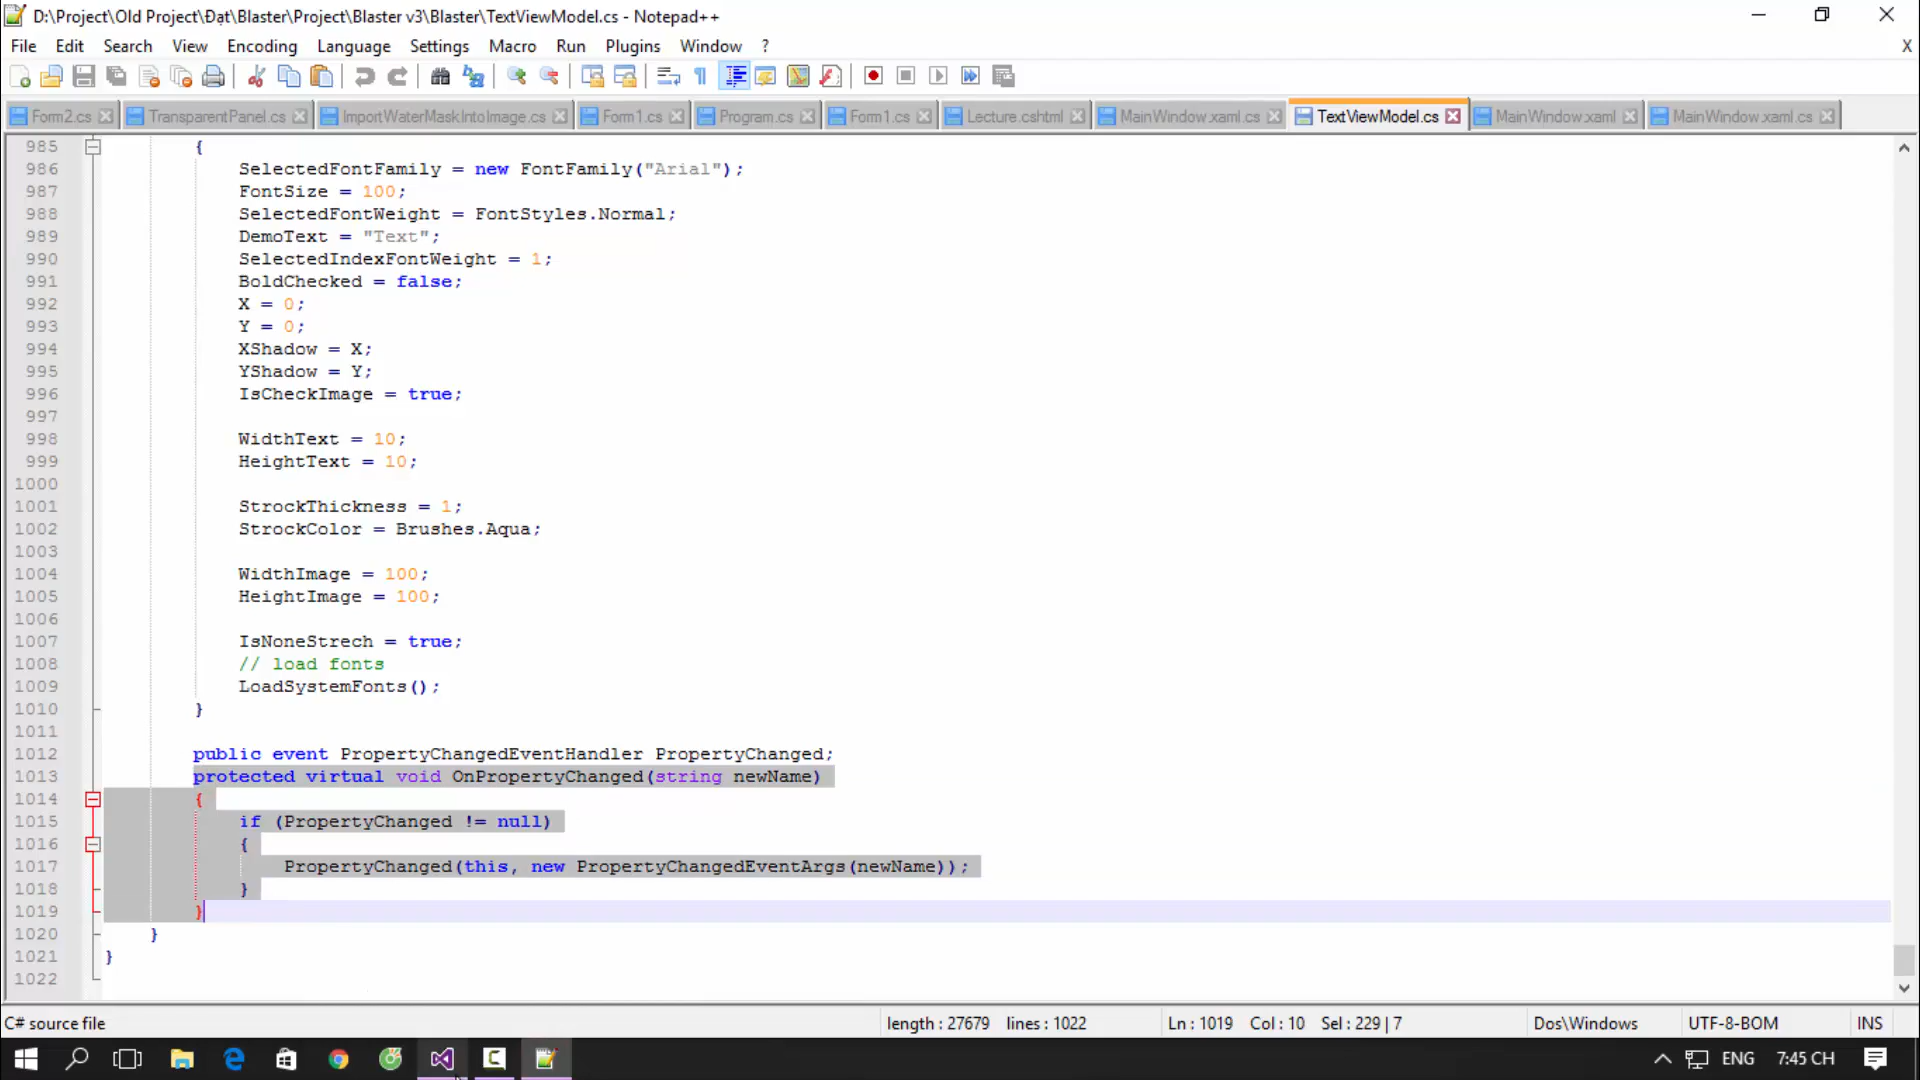 D:\Project\Old Project\Đạt\Blaster\Project\Blaster v3\Blaster\TextViewModel.cs - Notepad++
File Edit Search View Encoding Language Settings Macro Run Plugins Window ? X
Form2.cs TransparentPanel.cs ImportWaterMaskIntoImage.cs Form1.cs Program.cs Form1.cs Lecture.cshtml MainWindow.xaml.cs TextViewModel.cs MainWindow.xaml MainWindow.xaml.cs
985 {
986 SelectedFontFamily = new FontFamily("Arial");
987 FontSize = 100;
988 SelectedFontWeight = FontStyles.Normal;
989 DemoText = "Text";
990 SelectedIndexFontWeight = 1;
991 BoldChecked = false;
992 X = 0;
993 Y = 0;
994 XShadow = X;
995 YShadow = Y;
996 IsCheckImage = true;
997
998 WidthText = 10;
999 HeightText = 10;
1000
1001 StrockThickness = 1;
1002 StrockColor = Brushes.Aqua;
1003
1004 WidthImage = 100;
1005 HeightImage = 100;
1006
1007 IsNoneStrech = true;
1008 // load fonts
1009 LoadSystemFonts();
1010 }
1011
1012 public event PropertyChangedEventHandler PropertyChanged;
1013 protected virtual void OnPropertyChanged(string newName)
1014 {
1015 if (PropertyChanged != null)
1016 {
1017 PropertyChanged(this, new PropertyChangedEventArgs(newName));
1018 }
1019 }
1020 }
1021 }
1022
C# source file length : 27679 lines : 1022 Ln : 1019 Col : 10 Sel : 229 | 7 Dos\Windows UTF-8-BOM INS
ENG 7:45 CH